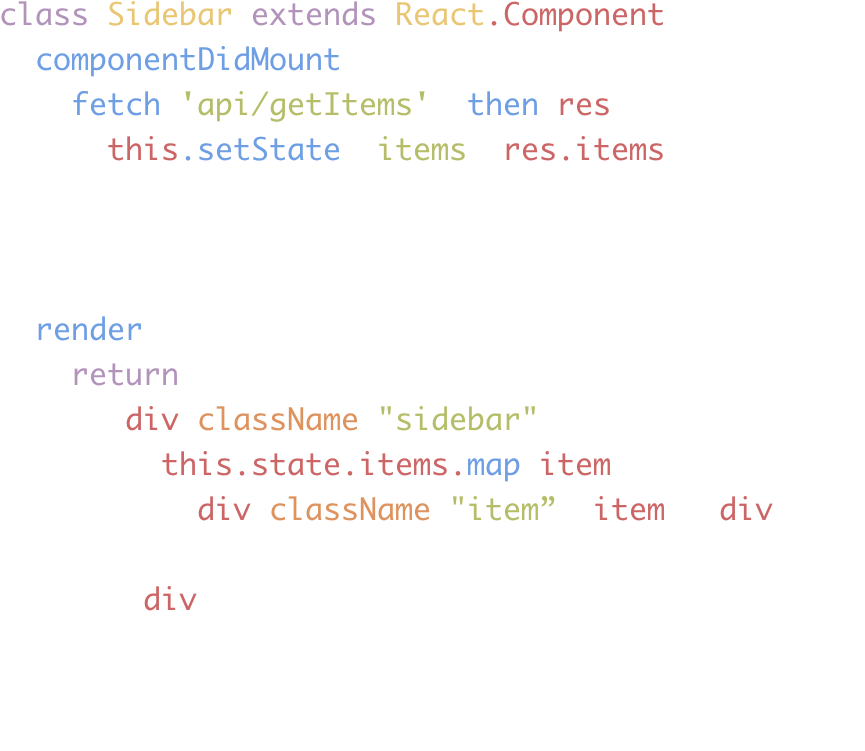 class Sidebar extends React.Component
componentDidMount
fetch 'api/getItems' then res
this.setState items res.items
render
return
div className "sidebar"
this.state.items.map item
div className "item” item div
div